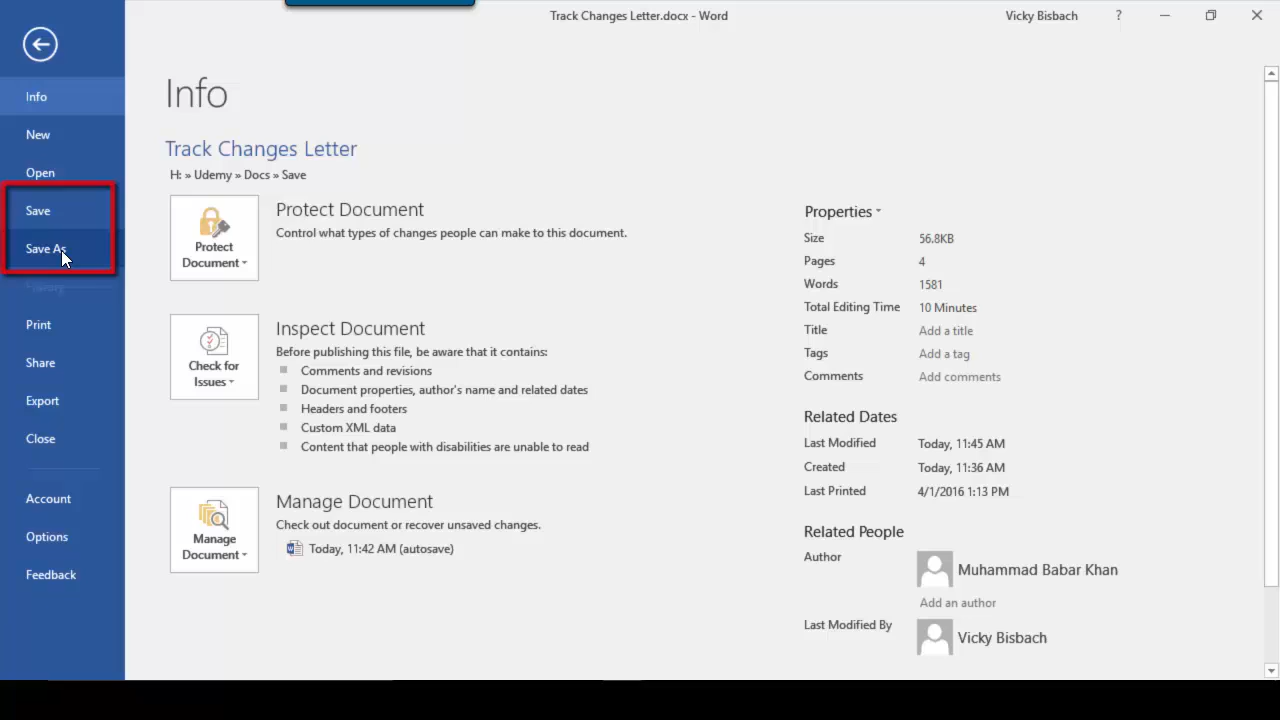 Track Changes Letter.docx - Word
Vicky Bisbach
?
Info
New
Open
Save
Save As
Print
Share
Export
Close
Account
Options
Feedback
Info
Track Changes Letter
H: » Udemy » Docs » Save
Protect Document
Protect Document
Control what types of changes people can make to this document.
Check for Issues
Inspect Document
Before publishing this file, be aware that it contains:
Comments and revisions
Document properties, author's name and related dates
Headers and footers
Custom XML data
Content that people with disabilities are unable to read
Manage Document
Manage Document
Check out document or recover unsaved changes.
Today, 11:42 AM (autosave)
Properties
Size 56.8KB
Pages 4
Words 1581
Total Editing Time 10 Minutes
Title Add a title
Tags Add a tag
Comments Add comments
Related Dates
Last Modified Today, 11:45 AM
Created Today, 11:36 AM
Last Printed 4/1/2016 1:13 PM
Related People
Author Muhammad Babar Khan
Add an author
Last Modified By Vicky Bisbach